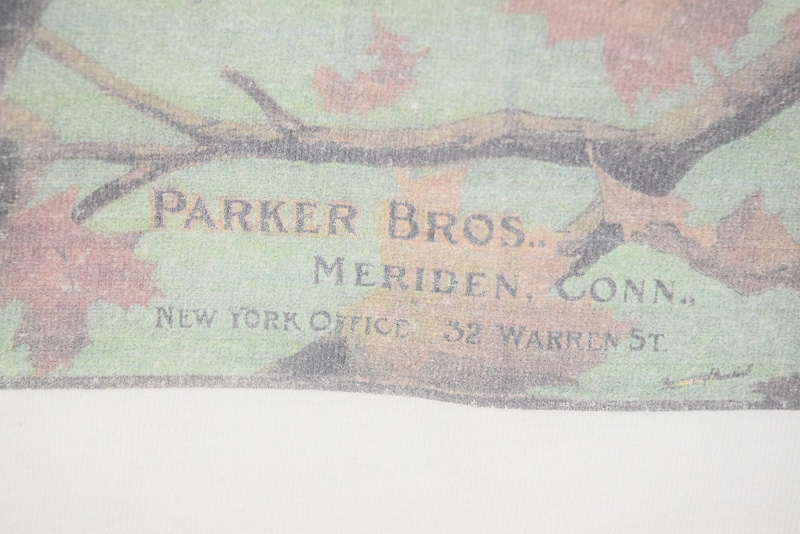 PARKER BROS.,
MERIDEN, CONN.,
NEW YORK OFFICE 32 WARREN ST.